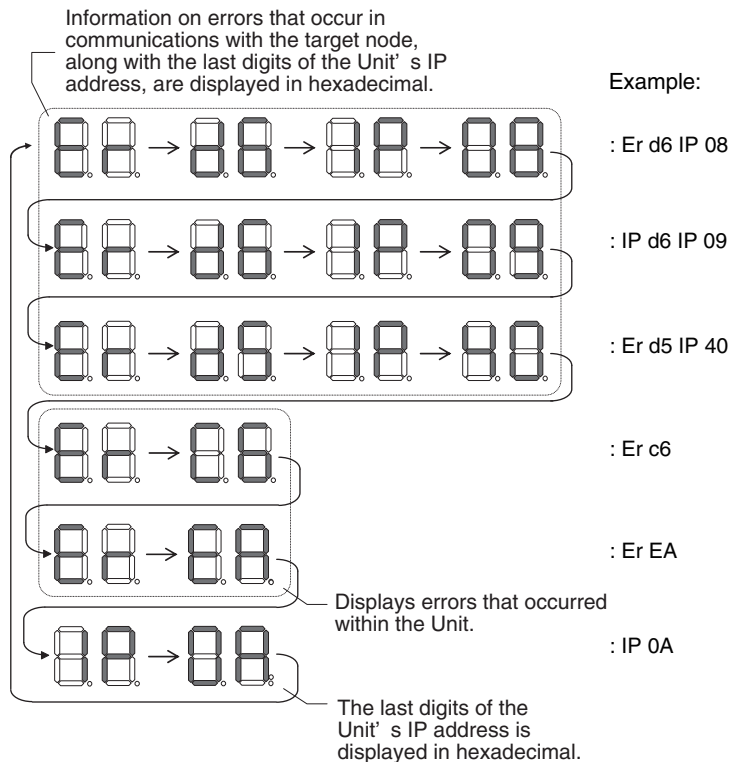 Information on errors that occur in
communications with the target node,
along with the last digits of the Unit' s IP
address, are displayed in hexadecimal.
Example:
: Er d6 IP 08
: IP d6 IP 09
: Er d5 IP 40
: Er c6
: Er EA
Displays errors that occurred
within the Unit.
: IP 0A
The last digits of the
Unit' s IP address is
displayed in hexadecimal.